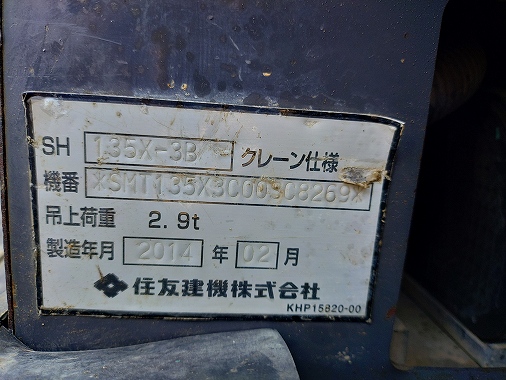 SH 135X-3B クレーン仕様
機番 *SMT135X3C003C8269*
吊上荷重 2.9t
製造年月 2014 年 02 月
住友建機株式会社
KHP15820-00